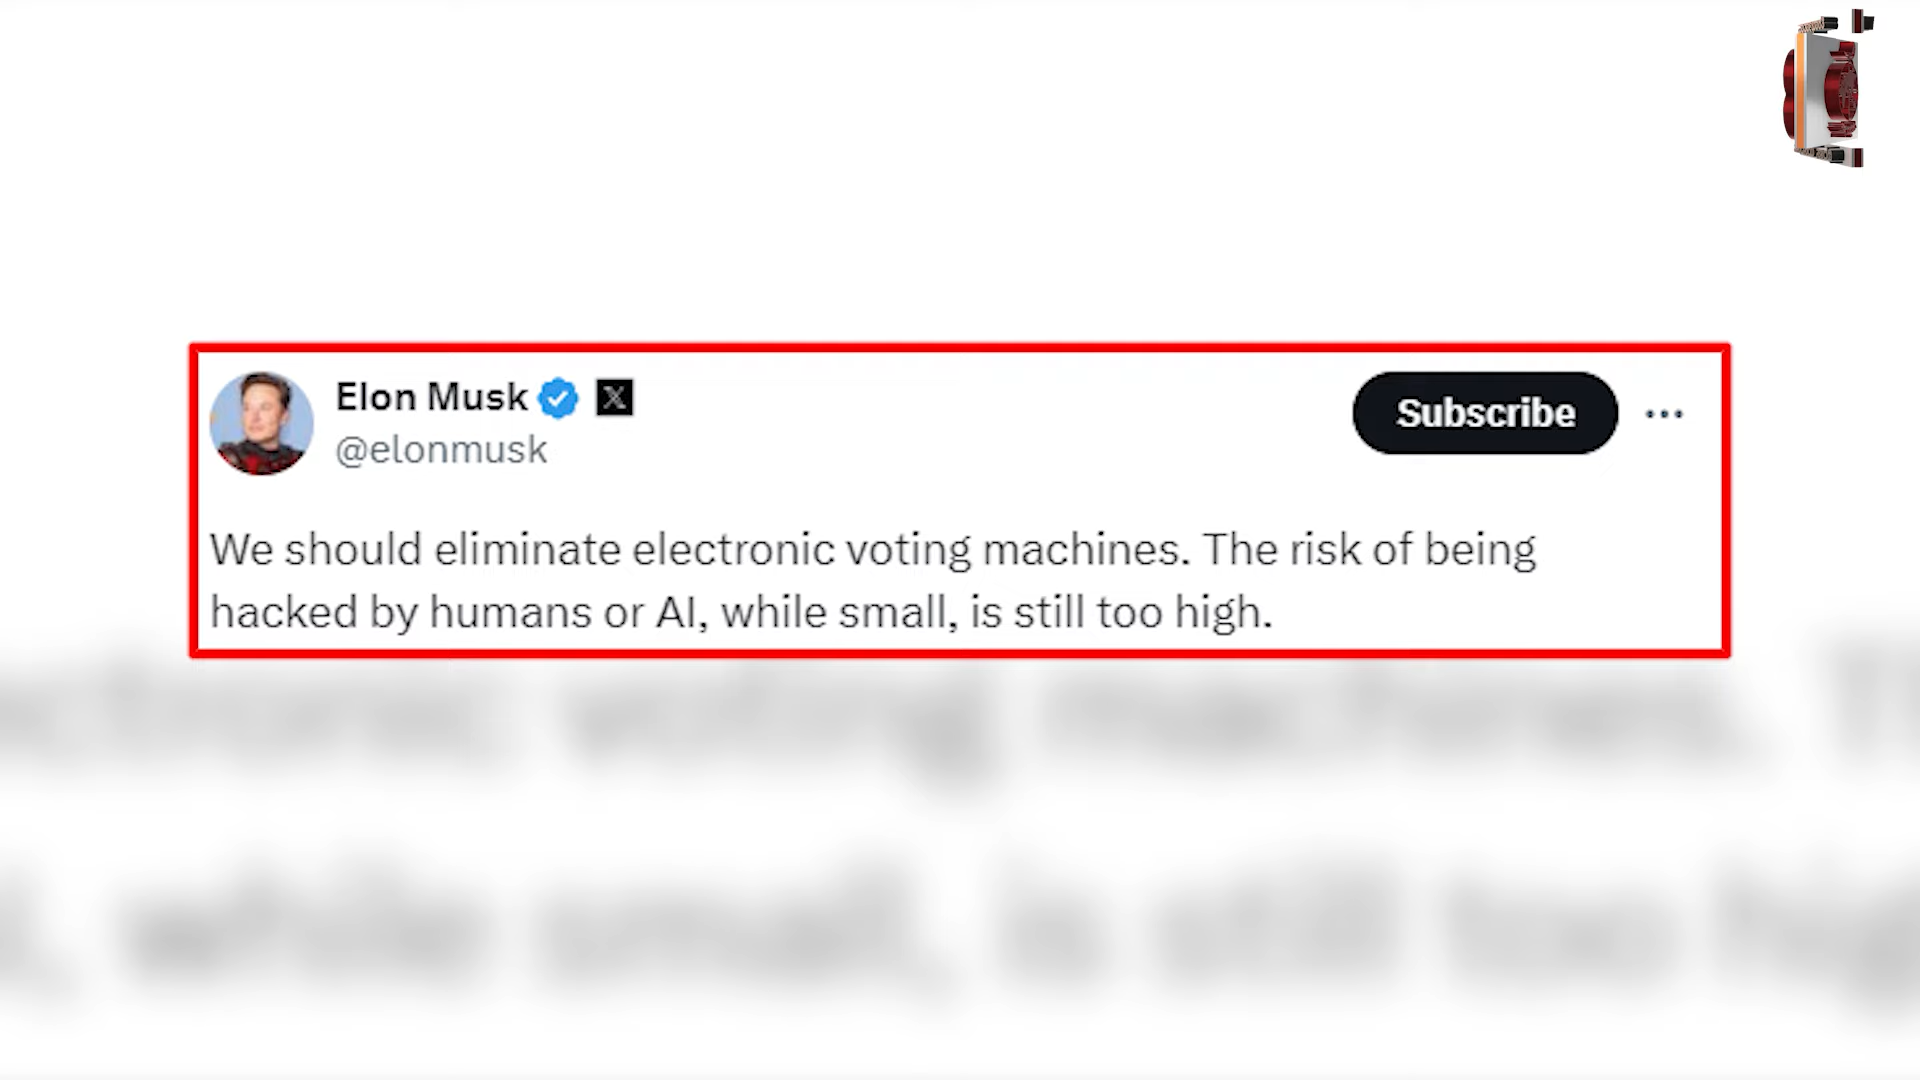 Elon Musk
@elonmusk
Subscribe
We should eliminate electronic voting machines. The risk of being
hacked by humans or AI, while small, is still too high.